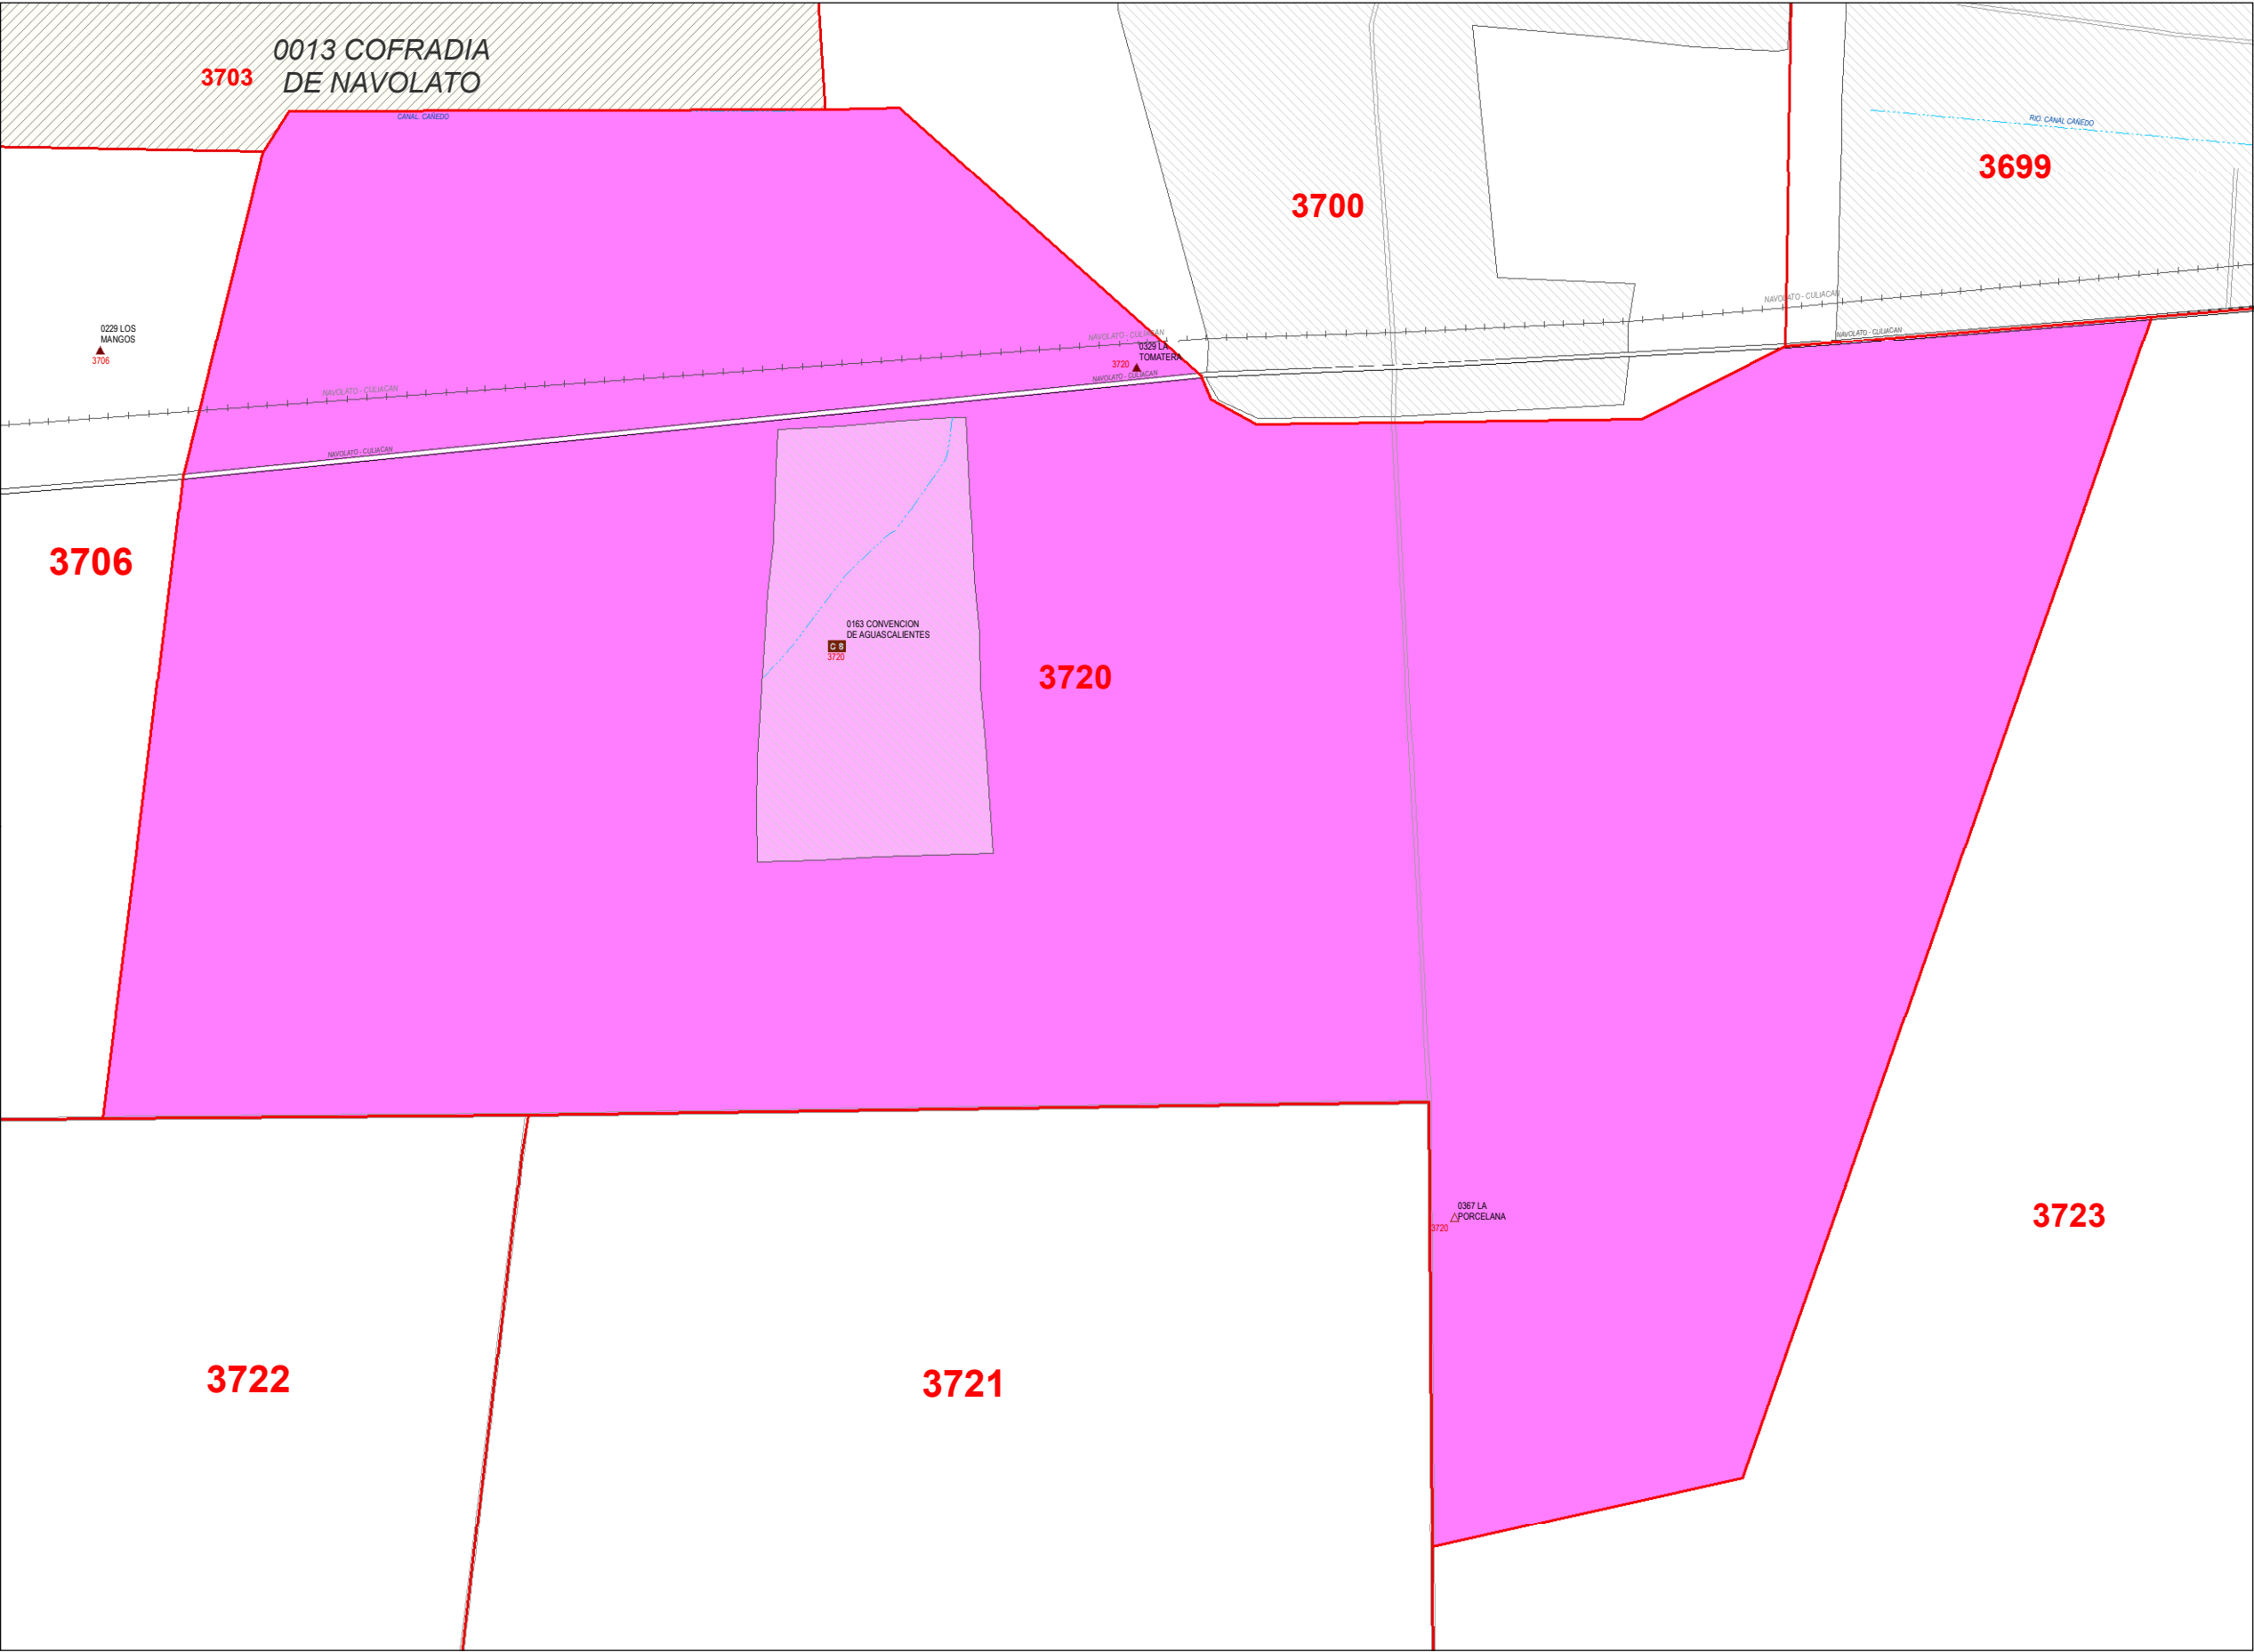 0013 COFRADIA
DE NAVOLATO
3703
CANAL. CAÑEDO
RIO. CANAL CAÑEDO
3699
3700
NAVOLATO - CULIACAN
NAVOLATO - CULIACAN
NAVOLATO - CULIACAN
0229 LOS
MANGOS
3706
0329 LA
TOMATERA
3720
NAVOLATO - CULIACAN
NAVOLATO - CULIACAN
NAVOLATO - CULIACAN
3706
0163 CONVENCION
DE AGUASCALIENTES
C S
3720
3720
0367 LA
PORCELANA
3720
3723
3722
3721